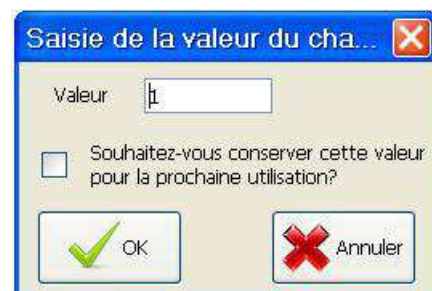 Saisie de la valeur du cha...
Valeur 1
Souhaitez-vous conserver cette valeur
pour la prochaine utilisation?
OK Annuler